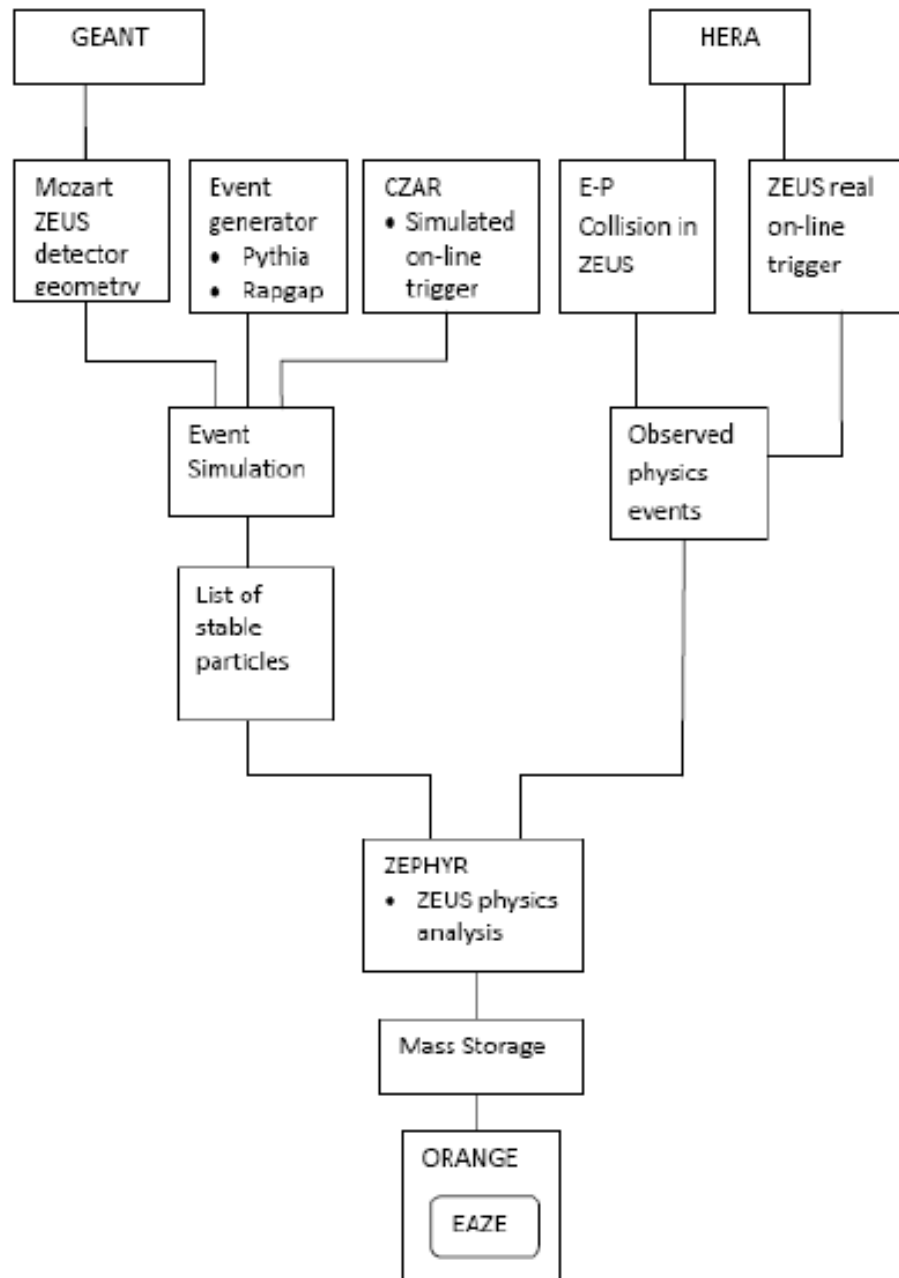 GEANT
HERA
Mozart
ZEUS
detector
geometry
Event
generator
• Pythia
• Rapgap
CZAR
• Simulated
on-line
trigger
E-P
Collision in
ZEUS
ZEUS real
on-line
trigger
Event
Simulation
Observed
physics
events
List of
stable
particles
ZEPHYR
• ZEUS physics
analysis
Mass Storage
ORANGE
EAZE